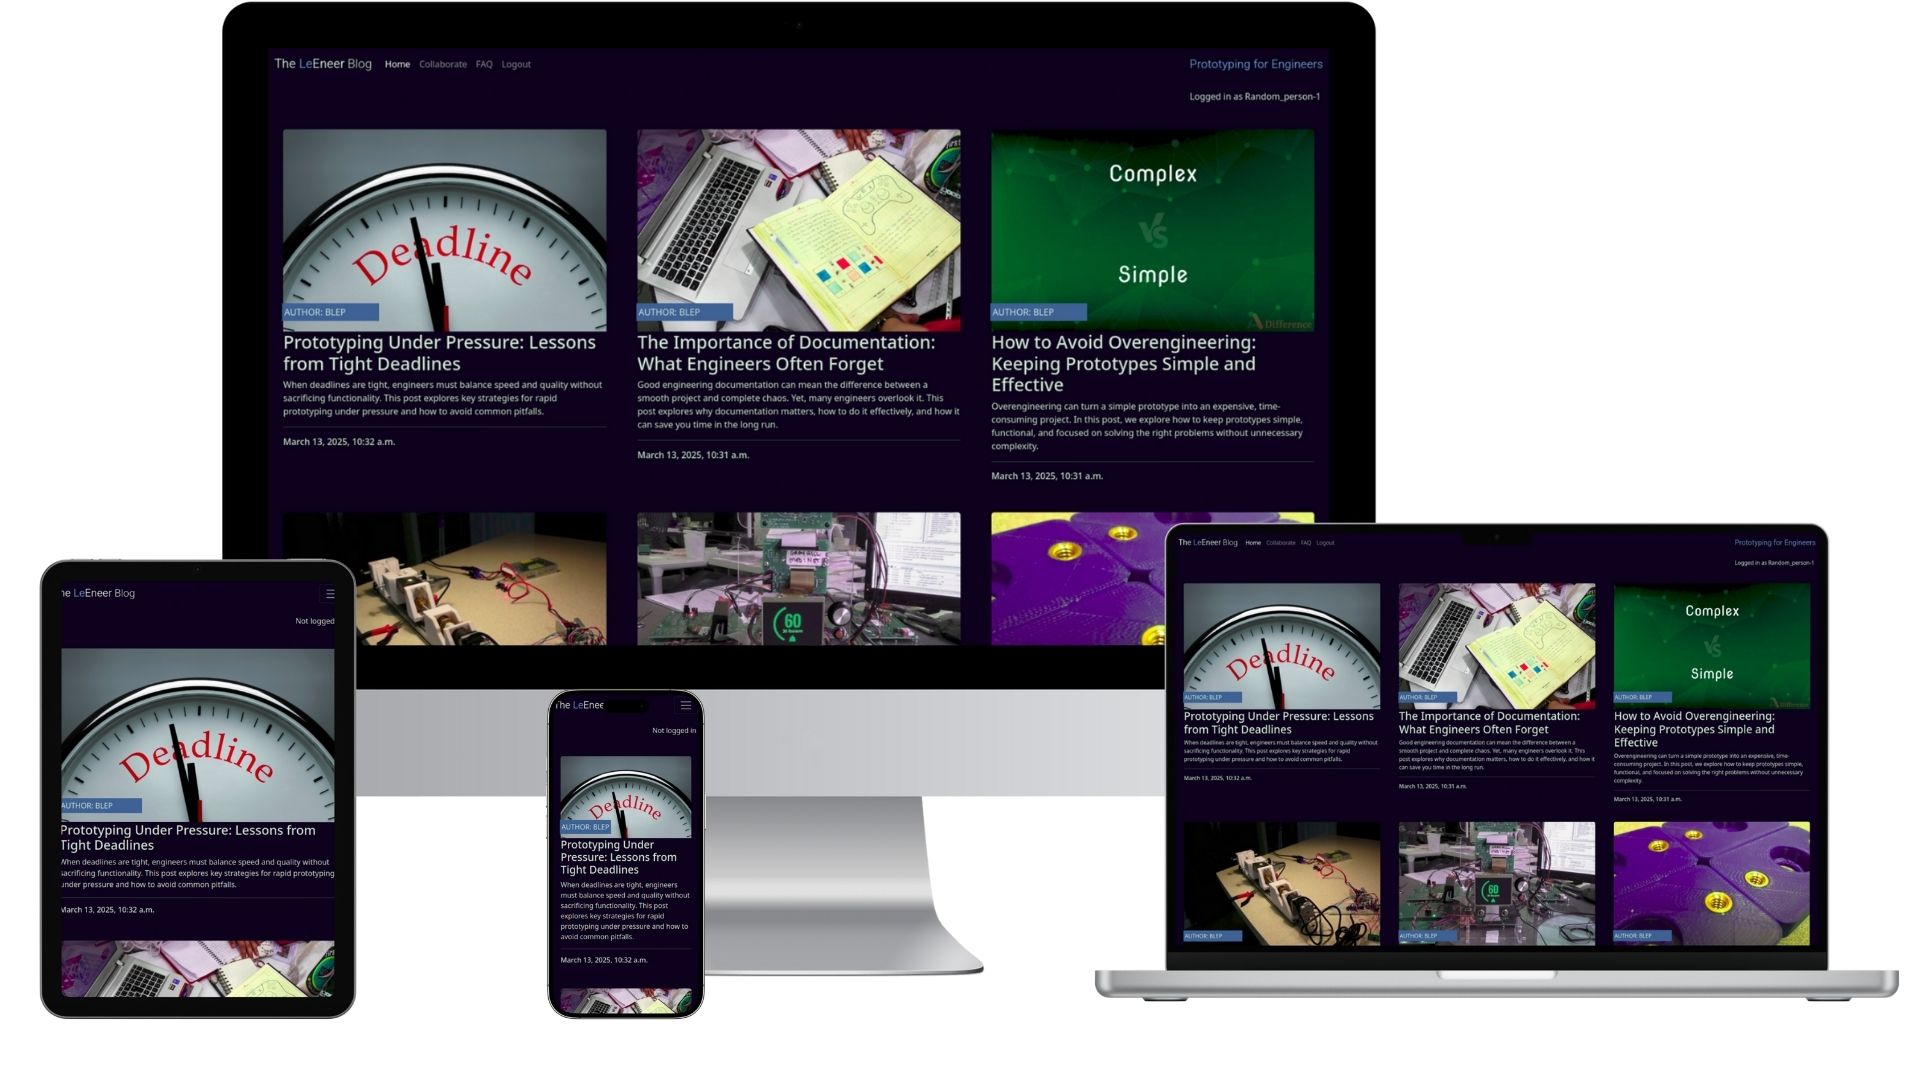 The LeEneer Blog Home Collaborate FAQ Logout Prototyping for Engineers
Logged in as Random_person-1
Deadline
AUTHOR: BLEP
Prototyping Under Pressure: Lessons
from Tight Deadlines
When deadlines are tight, engineers must balance speed and quality without
sacrificing functionality. This post explores key strategies for rapid
prototyping under pressure and how to avoid common pitfalls.
March 13, 2025, 10:32 a.m.
AUTHOR: BLEP
The Importance of Documentation:
What Engineers Often Forget
Good engineering documentation can mean the difference between a
smooth project and complete chaos. Yet, many engineers overlook it. This
post explores why documentation matters, how to do it effectively, and how it
can save you time in the long run.
March 13, 2025, 10:31 a.m.
Complex
VS
Simple
Difference
AUTHOR: BLEP
How to Avoid Overengineering:
Keeping Prototypes Simple and
Effective
Overengineering can turn a simple prototype into an expensive, time-
consuming project. In this post, we explore how to keep prototypes simple,
functional, and focused on solving the right problems without unnecessary
complexity.
March 13, 2025, 10:31 a.m.
60
he LeEneer Blog
Not logged
Deadline
AUTHOR: BLEP
Prototyping Under Pressure: Lessons from
Tight Deadlines
When deadlines are tight, engineers must balance speed and quality without
sacrificing functionality. This post explores key strategies for rapid prototyping
under pressure and how to avoid common pitfalls.
March 13, 2025, 10:32 a.m.
The LeEnee
Not logged in
Deadline
AUTHOR: BLEP
Prototyping Under
Pressure: Lessons from
Tight Deadlines
When deadlines are tight, engineers
must balance speed and quality without
sacrificing functionality. This post
explores key strategies for rapid
prototyping under pressure and how to
avoid common pitfalls.
March 13, 2025, 10:32 a.m.
The LeEneer Blog Home Collaborate FAQ Logout Prototyping for Engineers
Logged in as Random_person-1
Deadline
AUTHOR: BLEP
Prototyping Under Pressure: Lessons
from Tight Deadlines
When deadlines are tight, engineers must balance speed and quality without
sacrificing functionality. This post explores key strategies for rapid
prototyping under pressure and how to avoid common pitfalls.
March 13, 2025, 10:32 a.m.
AUTHOR: BLEP
The Importance of Documentation:
What Engineers Often Forget
Good engineering documentation can mean the difference between a
smooth project and complete chaos. Yet, many engineers overlook it. This
post explores why documentation matters, how to do it effectively, and how it
can save you time in the long run.
March 13, 2025, 10:31 a.m.
Complex
VS
Simple
AUTHOR: BLEP
How to Avoid Overengineering:
Keeping Prototypes Simple and
Effective
Overengineering can turn a simple prototype into an expensive, time-
consuming project. In this post, we explore how to keep prototypes simple,
functional, and focused on solving the right problems without unnecessary
complexity.
March 13, 2025, 10:31 a.m.
AUTHOR: BLEP
60
AUTHOR: BLEP
AUTHOR: BLEP